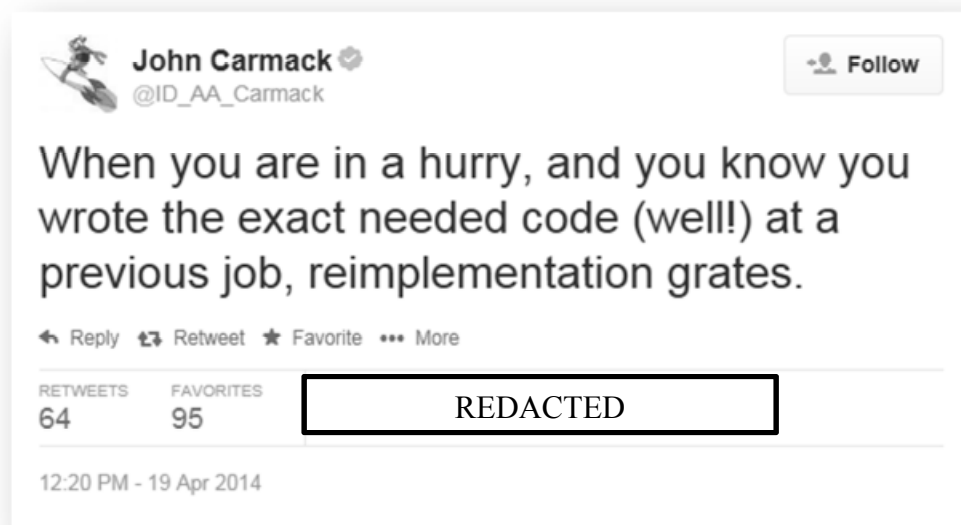 John Carmack
@ID_AA_Carmack
Follow
When you are in a hurry, and you know you
wrote the exact needed code (well!) at a
previous job, reimplementation grates.
Reply Retweet Favorite More
RETWEETS FAVORITES
64 95
REDACTED
12:20 PM - 19 Apr 2014